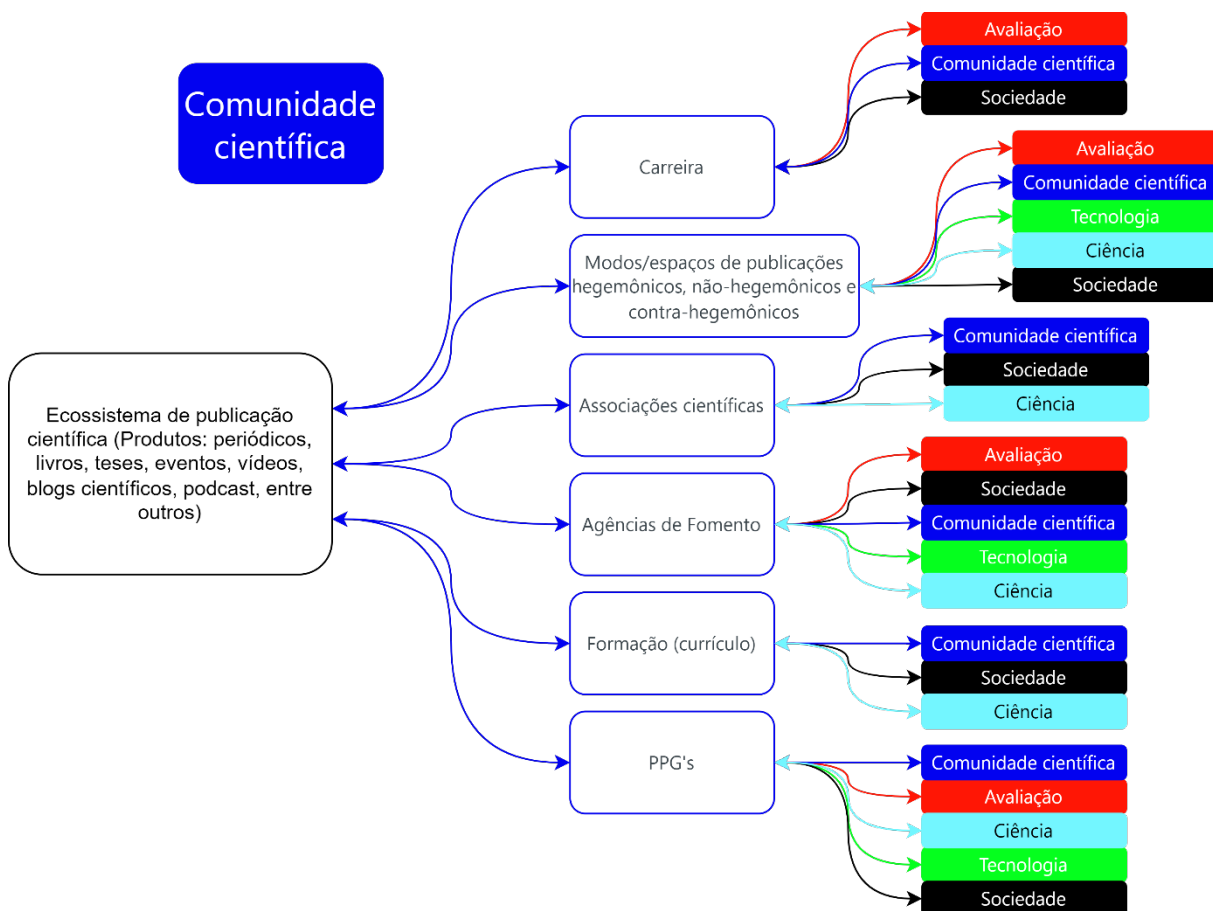 Comunidade
científica
Ecossistema de publicação
científica (Produtos: periódicos,
livros, teses, eventos, vídeos,
blogs científicos, podcast, entre
outros)
Carreira
Avaliação
Comunidade científica
Sociedade
Modos/espaços de publicações
hegemônicos, não-hegemônicos e
contra-hegemônicos
Avaliação
Comunidade científica
Tecnologia
Ciência
Sociedade
Associações científicas
Comunidade científica
Sociedade
Ciência
Agências de Fomento
Avaliação
Sociedade
Comunidade científica
Tecnologia
Ciência
Formação (currículo)
Comunidade científica
Sociedade
Ciência
PPG's
Comunidade científica
Avaliação
Ciência
Tecnologia
Sociedade